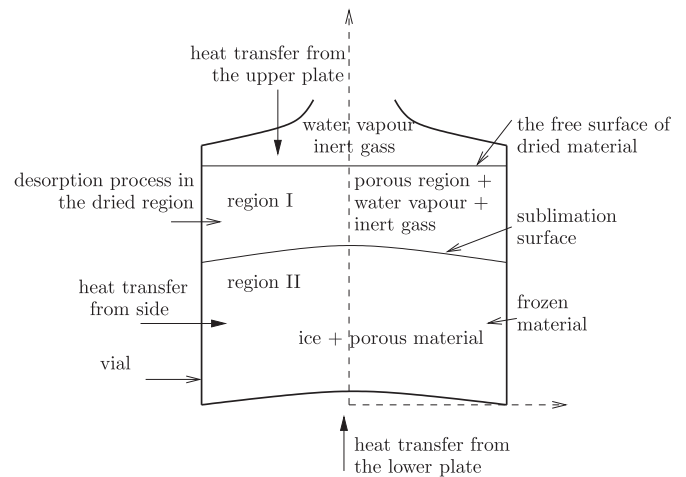 heat transfer from
the upper plate
water vapour
inert gass
the free surface of
dried material
desorption process in
the dried region
region I
porous region +
water vapour +
inert gass
sublimation
surface
region II
heat transfer
from side
frozen
material
ice + porous material
vial
heat transfer from
the lower plate